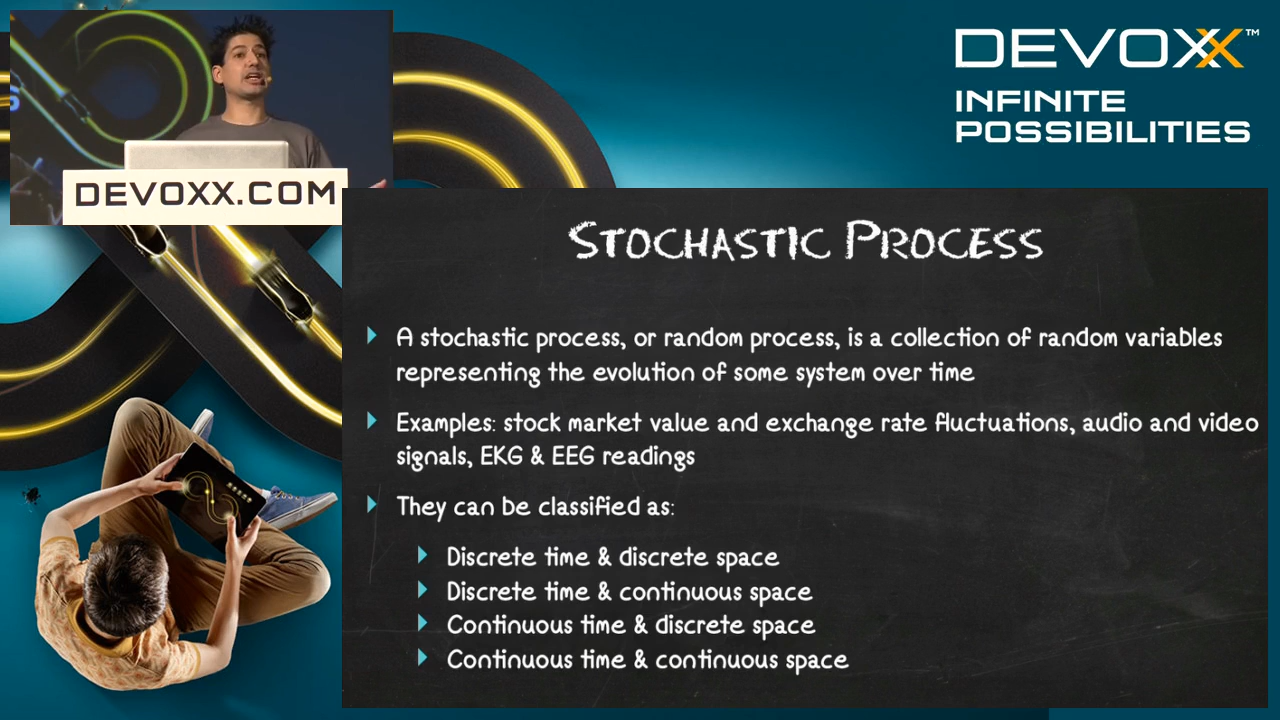 DEVOXX™
INFINITE
POSSIBILITIES
S
DEVOXX.COM
STOCHASTIC PROCESS
A stochastic process, or random process, is a collection of random variables
representing the evolution of some system over time
Examples: stock market value and exchange rate fluctuations, audio and video
signals, EKG & EEG readings
They can be classified as:
Discrete time & discrete space
Discrete time & continuous space
Continuous time & discrete space
Continuous time & continuous space